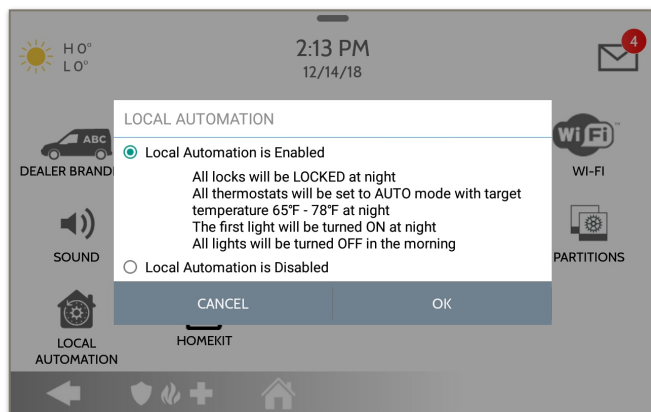 H 0°
L 0°
2:13 PM
12/14/18
4
LOCAL AUTOMATION
Local Automation is Enabled
All locks will be LOCKED at night
All thermostats will be set to AUTO mode with target
temperature 65°F - 78°F at night
The first light will be turned ON at night
All lights will be turned OFF in the morning
Local Automation is Disabled
CANCEL
OK
ABC
DEALER BRANDI
Wi Fi
WI-FI
SOUND
PARTITIONS
LOCAL
AUTOMATION
HOMEKIT